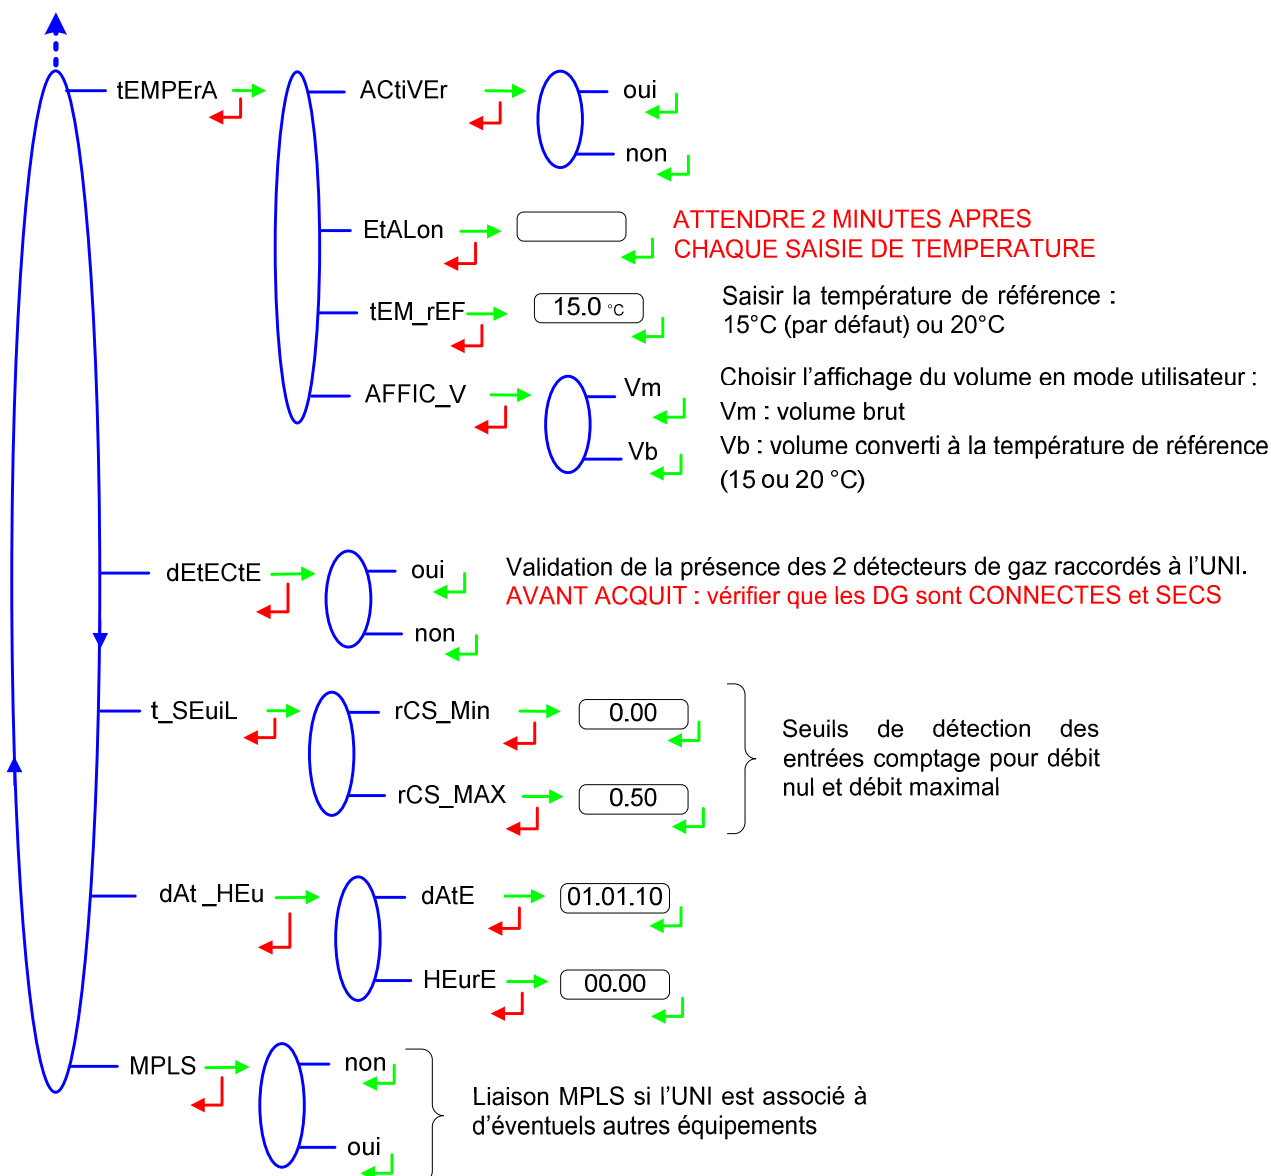 tEMPErA
ACtiVEr
oui
non
EtALon
ATTENDRE 2 MINUTES APRES
CHAQUE SAISIE DE TEMPERATURE
tEM_rEF
15.0 °C
Saisir la température de référence :
15°C (par défaut) ou 20°C
AFFIC_V
Vm
Vb
Choisir l’affichage du volume en mode utilisateur :
Vm : volume brut
Vb : volume converti à la température de référence
(15 ou 20 °C)
dEtECtE
oui
non
Validation de la présence des 2 détecteurs de gaz raccordés à l’UNI.
AVANT ACQUIT : vérifier que les DG sont CONNECTES et SECS
t_SEuiL
rCS_Min
0.00
rCS_MAX
0.50
Seuils de détection des
entrées comptage pour débit
nul et débit maximal
dAt_HEu
dAtE
01.01.10
HEurE
00.00
MPLS
non
oui
Liaison MPLS si l’UNI est associé à
d’éventuels autres équipements